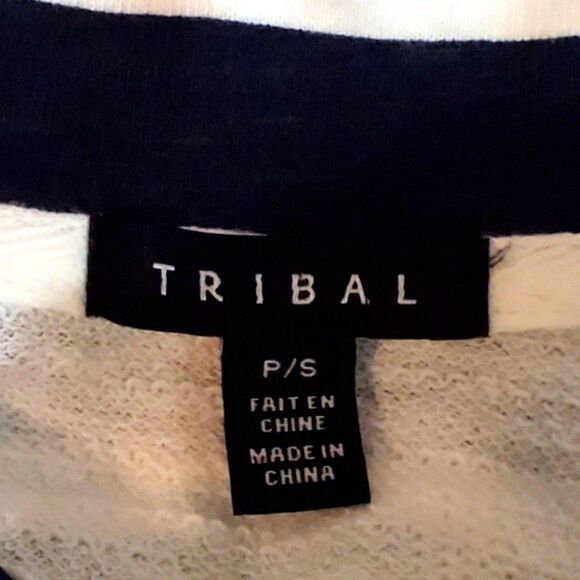 TRIBAL
P/S
FAIT EN
CHINE
MADE IN
CHINA